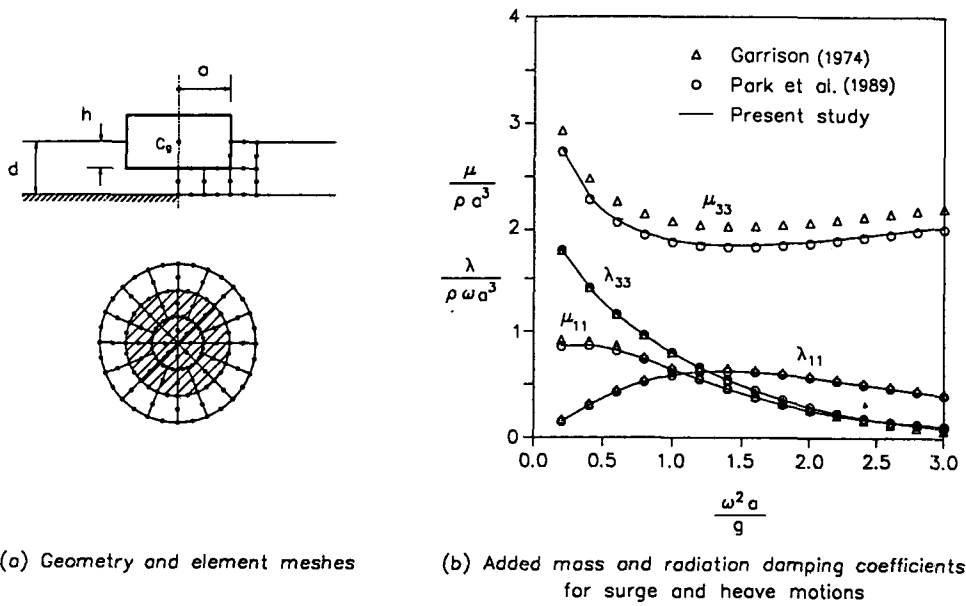 a
h
C_g
d
4
3
2
1
0
μ
ρ a³
λ
ρ ω a³
△ Garrison (1974)
○ Park et al. (1989)
— Present study
μ₃₃
λ₃₃
μ₁₁
λ₁₁
0.0 0.5 1.0 1.5 2.0 2.5 3.0
ω² a
g
(a) Geometry and element meshes
(b) Added mass and radiation damping coefficients
for surge and heave motions